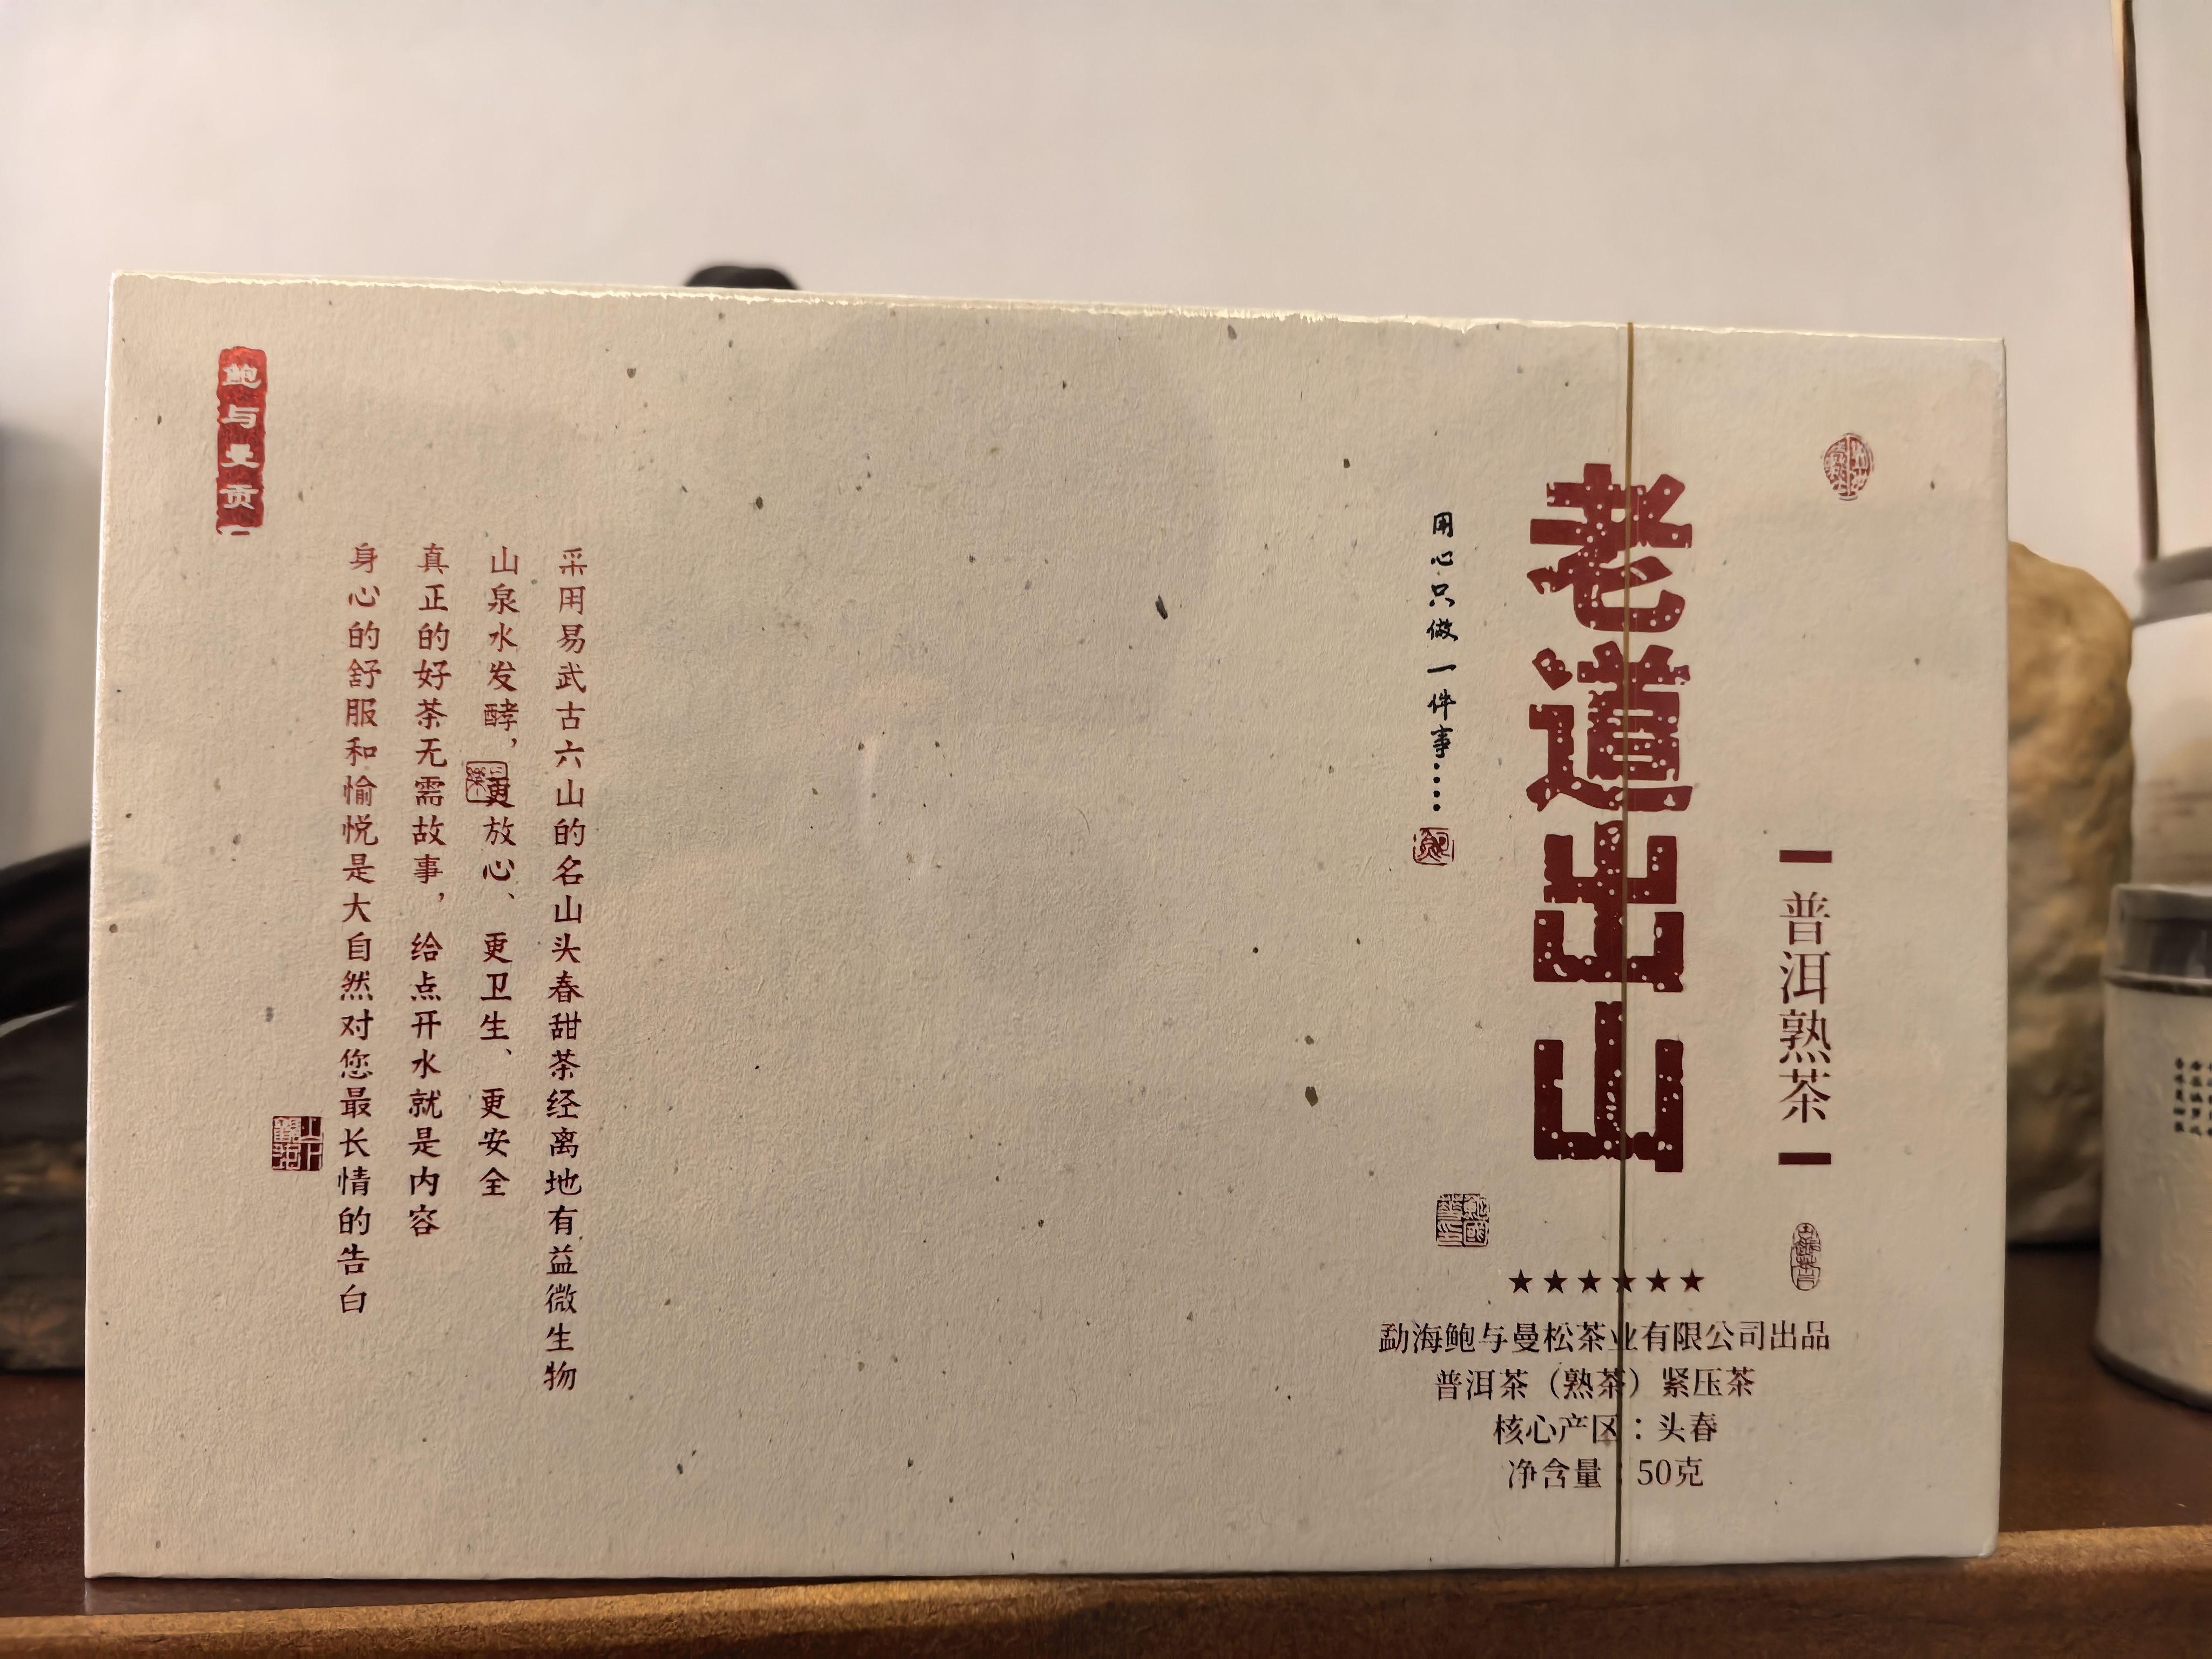 普洱熟茶
老道出山
用心只做一件事……
★★★★★★
勐海鲍与曼松茶业有限公司出品
普洱茶（熟茶）紧压茶
核心产区：头春
净含量：50克
采用易武古六山的名山头春甜茶经离地有益微生物
山泉水发酵，更放心、更卫生、更安全
真正的好茶无需故事，给点开水就是内容
身心的舒服和愉悦是大自然对您最长情的告白
鲍与曼贡